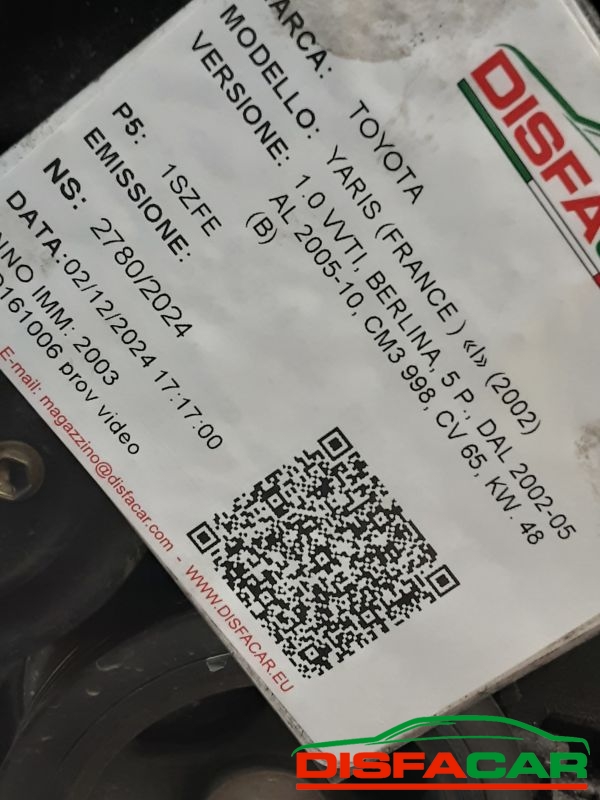 MARCA: TOYOTA
MODELLO: YARIS (FRANCE ) «I» (2002)
VERSIONE: 1.0 VVTI, BERLINA, 5 P., DAL 2002-05
AL 2005-10, CM3 998, CV 65, KW. 48
(B)
P5: 1SZFE
EMISSIONE:
NS: 2780/2024
DATA:02/12/2024 17:17:00
NNO IMM: 2003
161006 prov video
E-mail: magazzino@disfacar.com - WWW.DISFACAR.EU
DISFACA
DISFACAR